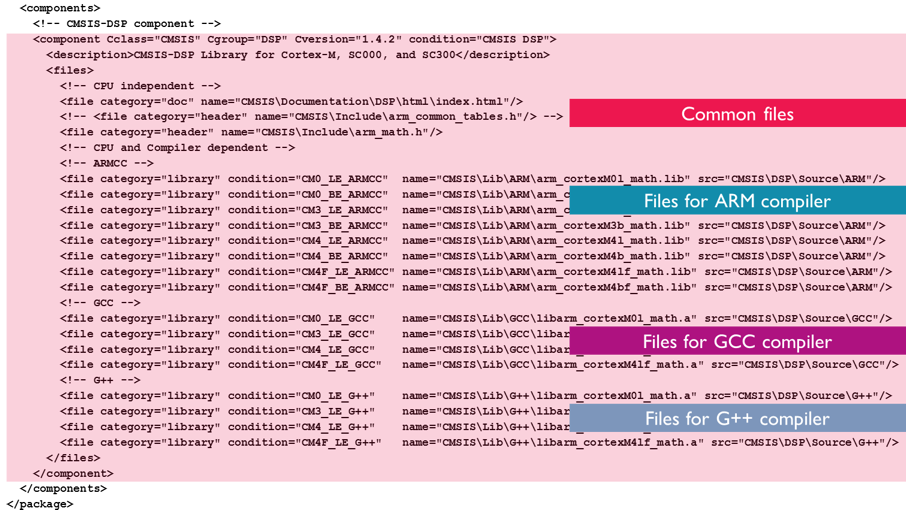 <components>
<!-- CMSIS-DSP component -->
<component Cclass="CMSIS" Cgroup="DSP" Cversion="1.4.2" condition="CMSIS DSP">
<description>CMSIS-DSP Library for Cortex-M, SC000, and SC300</description>
<files>
<!-- CPU independent -->
<file category="doc" name="CMSIS\Documentation\DSP\html\index.html"/>
Common files
<!-- <file category="header" name="CMSIS\Include\arm_common_tables.h"/> -->
<file category="header" name="CMSIS\Include\arm_math.h"/>
<!-- CPU and Compiler dependent -->
<!-- ARMCC -->
<file category="library" condition="CM0_LE_ARMCC" name="CMSIS\Lib\ARM\arm_cortexM0l_math.lib" src="CMSIS\DSP\Source\ARM"/>
<file category="library" condition="CM0_BE_ARMCC" name="CMSIS\Lib\ARM\arm_c
Files for ARM compiler
<file category="library" condition="CM3_LE_ARMCC" name="CMSIS\Lib\ARM\arm_c
<file category="library" condition="CM3_BE_ARMCC" name="CMSIS\Lib\ARM\arm_cortexM3b_math.lib" src="CMSIS\DSP\Source\ARM"/>
<file category="library" condition="CM4_LE_ARMCC" name="CMSIS\Lib\ARM\arm_cortexM4l_math.lib" src="CMSIS\DSP\Source\ARM"/>
<file category="library" condition="CM4_BE_ARMCC" name="CMSIS\Lib\ARM\arm_cortexM4b_math.lib" src="CMSIS\DSP\Source\ARM"/>
<file category="library" condition="CM4F_LE_ARMCC" name="CMSIS\Lib\ARM\arm_cortexM4lf_math.lib" src="CMSIS\DSP\Source\ARM"/>
<file category="library" condition="CM4F_BE_ARMCC" name="CMSIS\Lib\ARM\arm_cortexM4bf_math.lib" src="CMSIS\DSP\Source\ARM"/>
<!-- GCC -->
<file category="library" condition="CM0_LE_GCC" name="CMSIS\Lib\GCC\libarm_cortexM0l_math.a" src="CMSIS\DSP\Source\GCC"/>
<file category="library" condition="CM3_LE_GCC" name="CMSIS\Lib\GCC\libar
Files for GCC compiler
<file category="library" condition="CM4_LE_GCC" name="CMSIS\Lib\GCC\libar
<file category="library" condition="CM4F_LE_GCC" name="CMSIS\Lib\GCC\libarm_cortexM4lf_math.a" src="CMSIS\DSP\Source\GCC"/>
<!-- G++ -->
<file category="library" condition="CM0_LE_G++" name="CMSIS\Lib\G++\libarm_cortexM0l_math.a" src="CMSIS\DSP\Source\G++"/>
<file category="library" condition="CM3_LE_G++" name="CMSIS\Lib\G++\libar
Files for G++ compiler
<file category="library" condition="CM4_LE_G++" name="CMSIS\Lib\G++\libar
<file category="library" condition="CM4F_LE_G++" name="CMSIS\Lib\G++\libarm_cortexM4lf_math.a" src="CMSIS\DSP\Source\G++"/>
</files>
</component>
</components>
</package>